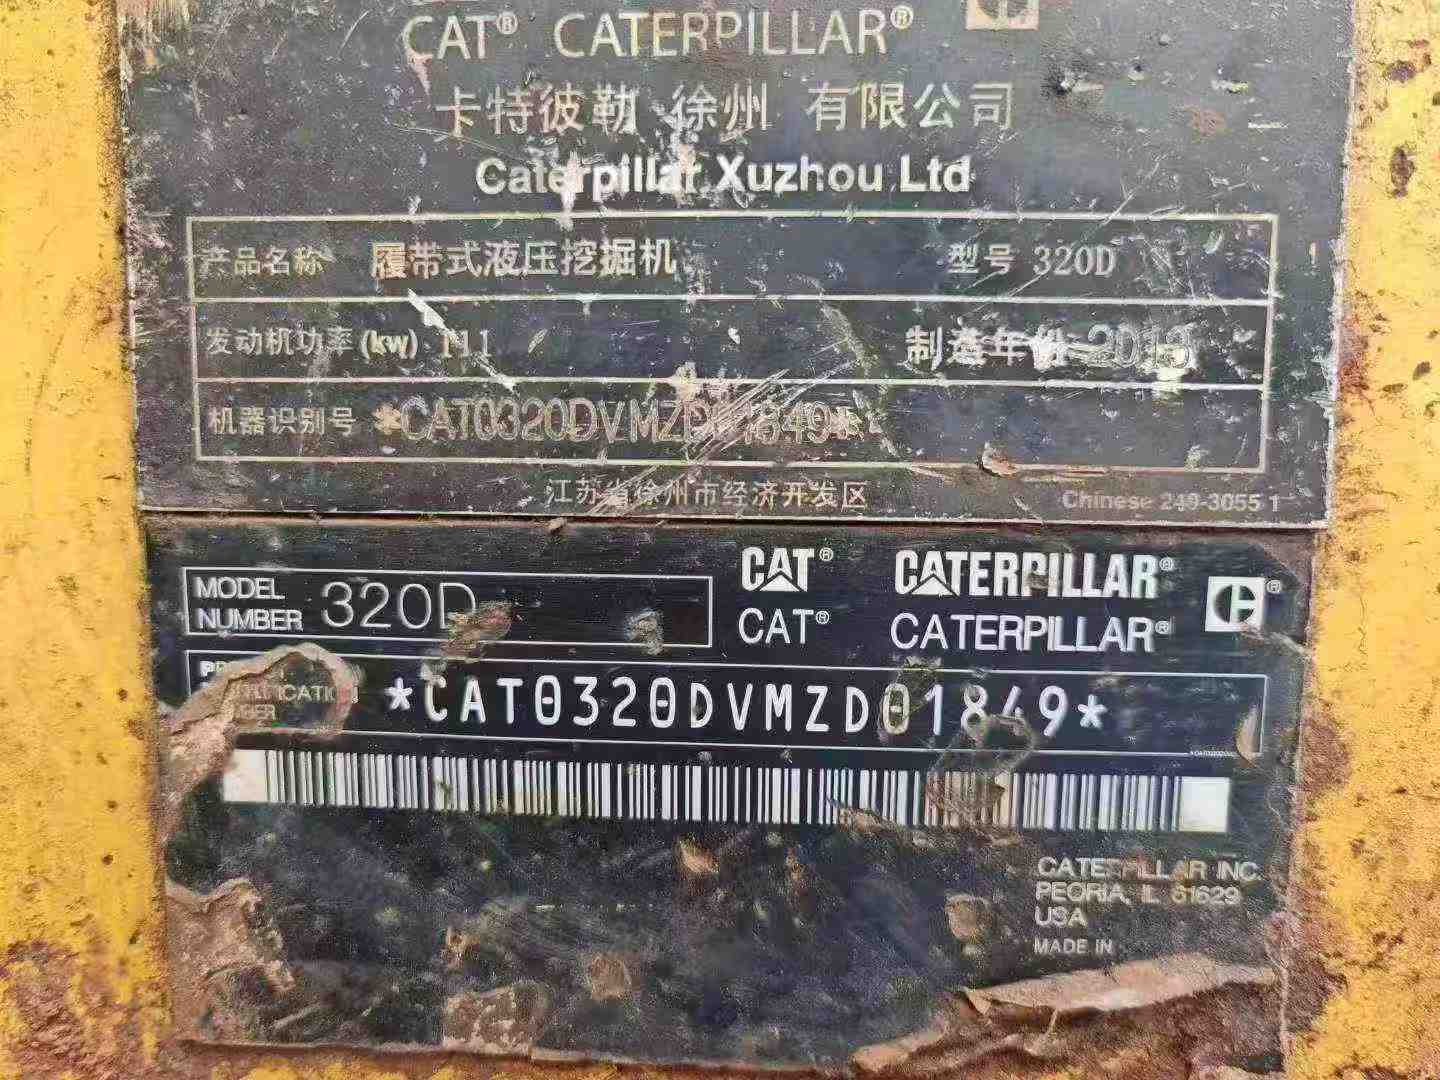 CAT® CATERPILLAR®
卡特彼勒 徐州 有限公司
Caterpillar Xuzhou Ltd
产品名称 履带式液压挖掘机 型号 320D
发动机功率(kw) 111 制造年份
机器识别号 *CAT0320DVMZD01849*
江苏省徐州市经济开发区
Chinese 249-3055 1
CAT® CATERPILLAR®
MODEL NUMBER 320D
CAT® CATERPILLAR®
*CAT0320DVMZD01849*
CATERPILLAR INC.
PEORIA, IL 61629
USA
MADE IN